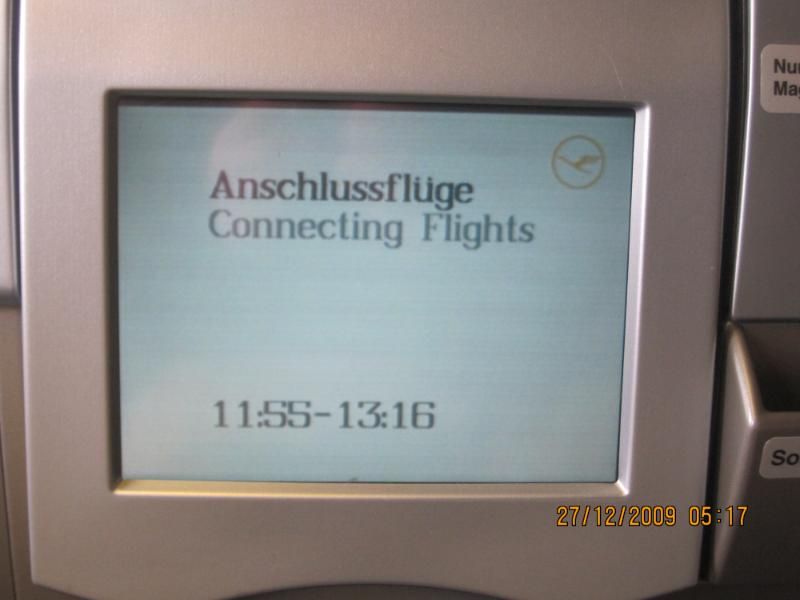 Anschlussflüge
Connecting Flights
11:55-13:16
27/12/2009 05:17